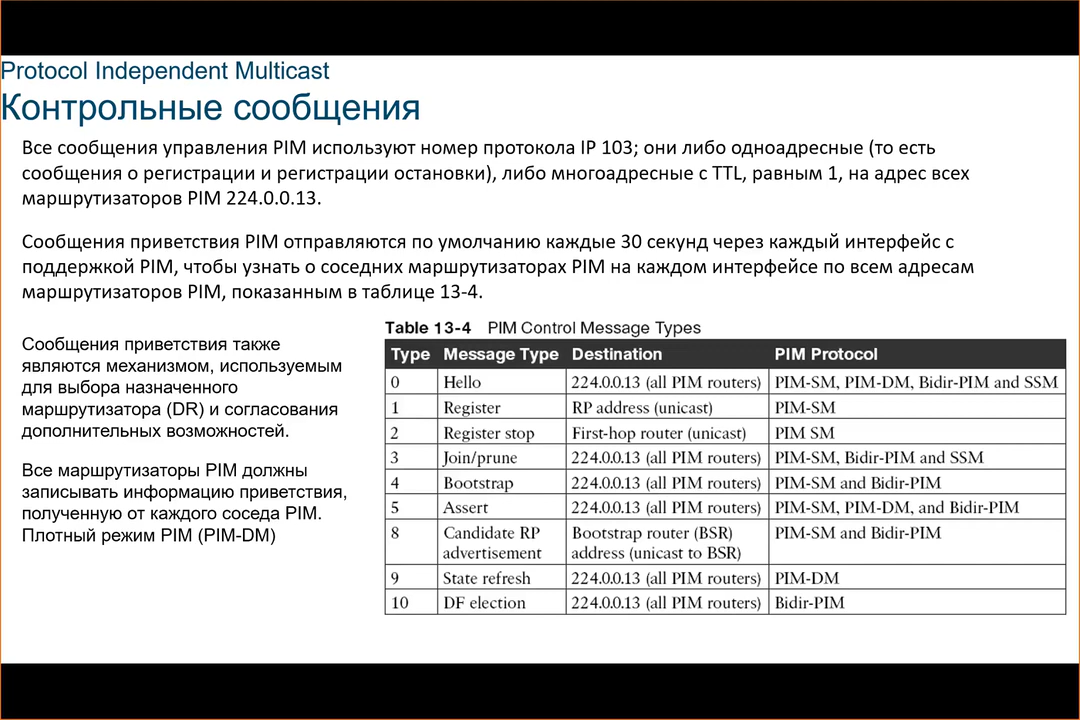 Protocol Independent Multicast
Контрольные сообщения
Все сообщения управления PIM используют номер протокола IP 103; они либо одноадресные (то есть
сообщения о регистрации и регистрации остановки), либо многоадресные с TTL, равным 1, на адрес всех
маршрутизаторов PIM 224.0.0.13.
Сообщения приветствия PIM отправляются по умолчанию каждые 30 секунд через каждый интерфейс с
поддержкой PIM, чтобы узнать о соседних маршрутизаторах PIM на каждом интерфейсе по всем адресам
маршрутизаторов PIM, показанным в таблице 13-4.
Сообщения приветствия также
являются механизмом, используемым
для выбора назначенного
маршрутизатора (DR) и согласования
дополнительных возможностей.
Все маршрутизаторы PIM должны
записывать информацию приветствия,
полученную от каждого соседа PIM.
Плотный режим PIM (PIM-DM)
Table 13-4 PIM Control Message Types
Type Message Type Destination PIM Protocol
0 Hello 224.0.0.13 (all PIM routers) PIM-SM, PIM-DM, Bidir-PIM and SSM
1 Register RP address (unicast) PIM-SM
2 Register stop First-hop router (unicast) PIM SM
3 Join/prune 224.0.0.13 (all PIM routers) PIM-SM, Bidir-PIM and SSM
4 Bootstrap 224.0.0.13 (all PIM routers) PIM-SM and Bidir-PIM
5 Assert 224.0.0.13 (all PIM routers) PIM-SM, PIM-DM, and Bidir-PIM
8 Candidate RP Bootstrap router (BSR) PIM-SM and Bidir-PIM
advertisement address (unicast to BSR)
9 State refresh 224.0.0.13 (all PIM routers) PIM-DM
10 DF election 224.0.0.13 (all PIM routers) Bidir-PIM